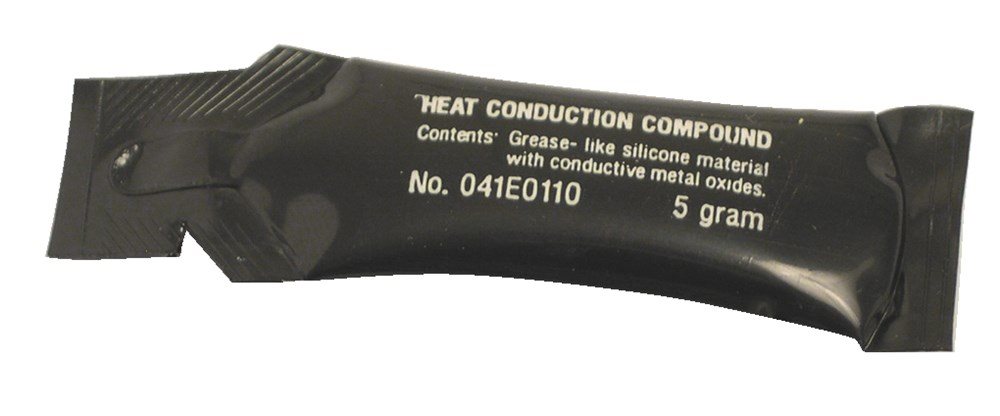 HEAT CONDUCTION COMPOUND
Contents: Grease- like silicone material
with conductive metal oxides.
No. 041E0110 5 gram